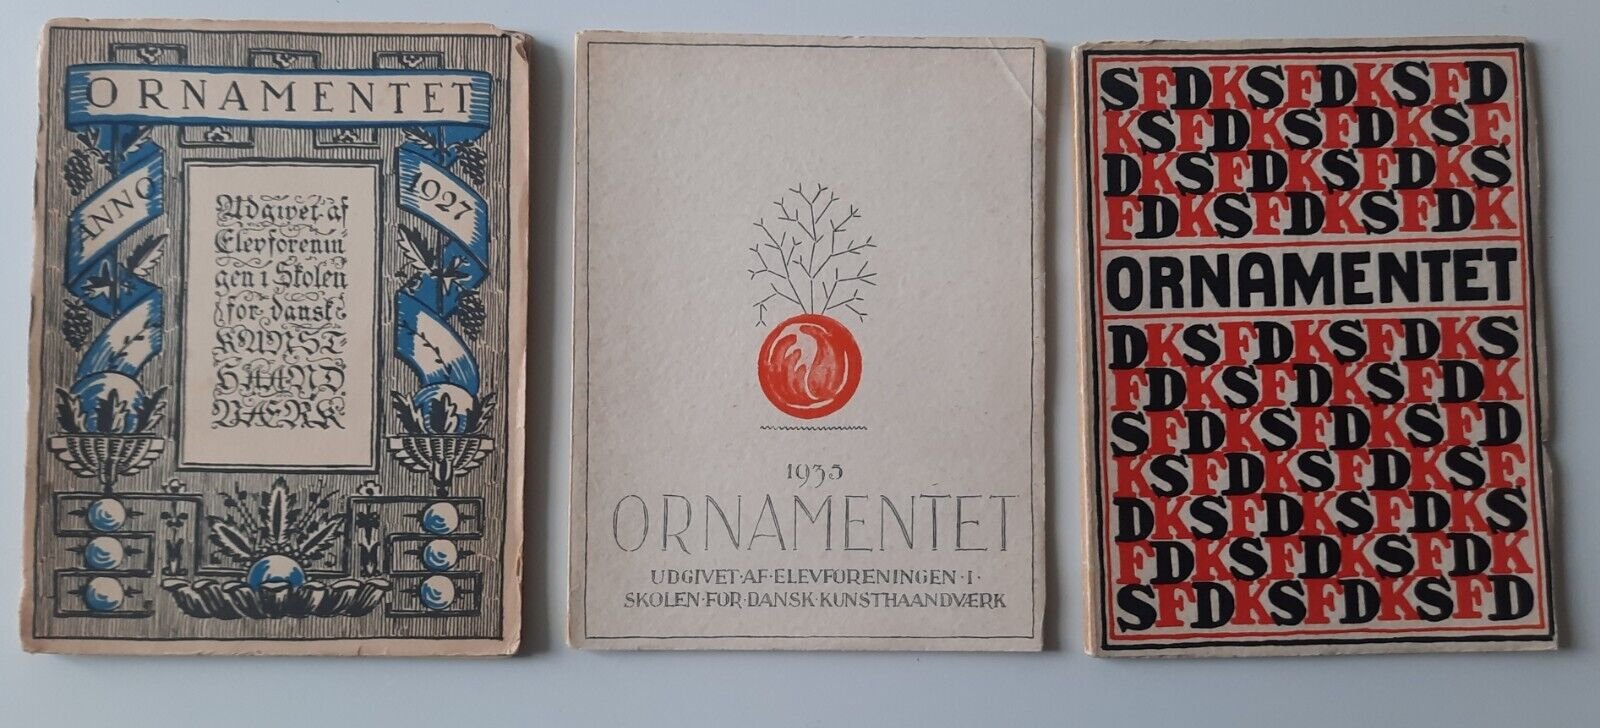 ORNAMENTET
ANNO 1927
Udgivet af
Elevforenin-
gen i Skolen
for dansk
KUNST-
HAAND
VÆRK
1935
ORNAMENTET
UDGIVET·AF·ELEVFORENINGEN·I·
SKOLEN·FOR·DANSK·KUNSTHAANDVÆRK
SFDKSFDKSFD
KSFDKSFDKSF
DKSFDKSFDKS
FDKSFDKSFDK
ORNAMENTET
DKSFDKSFDKS
FDKSFDKSFDK
SFDKSFDKSFD
KSFDKSFDKSF
DKSFDKSFDKS
FDKSFDKSFDK
SFDKSFDKSFD